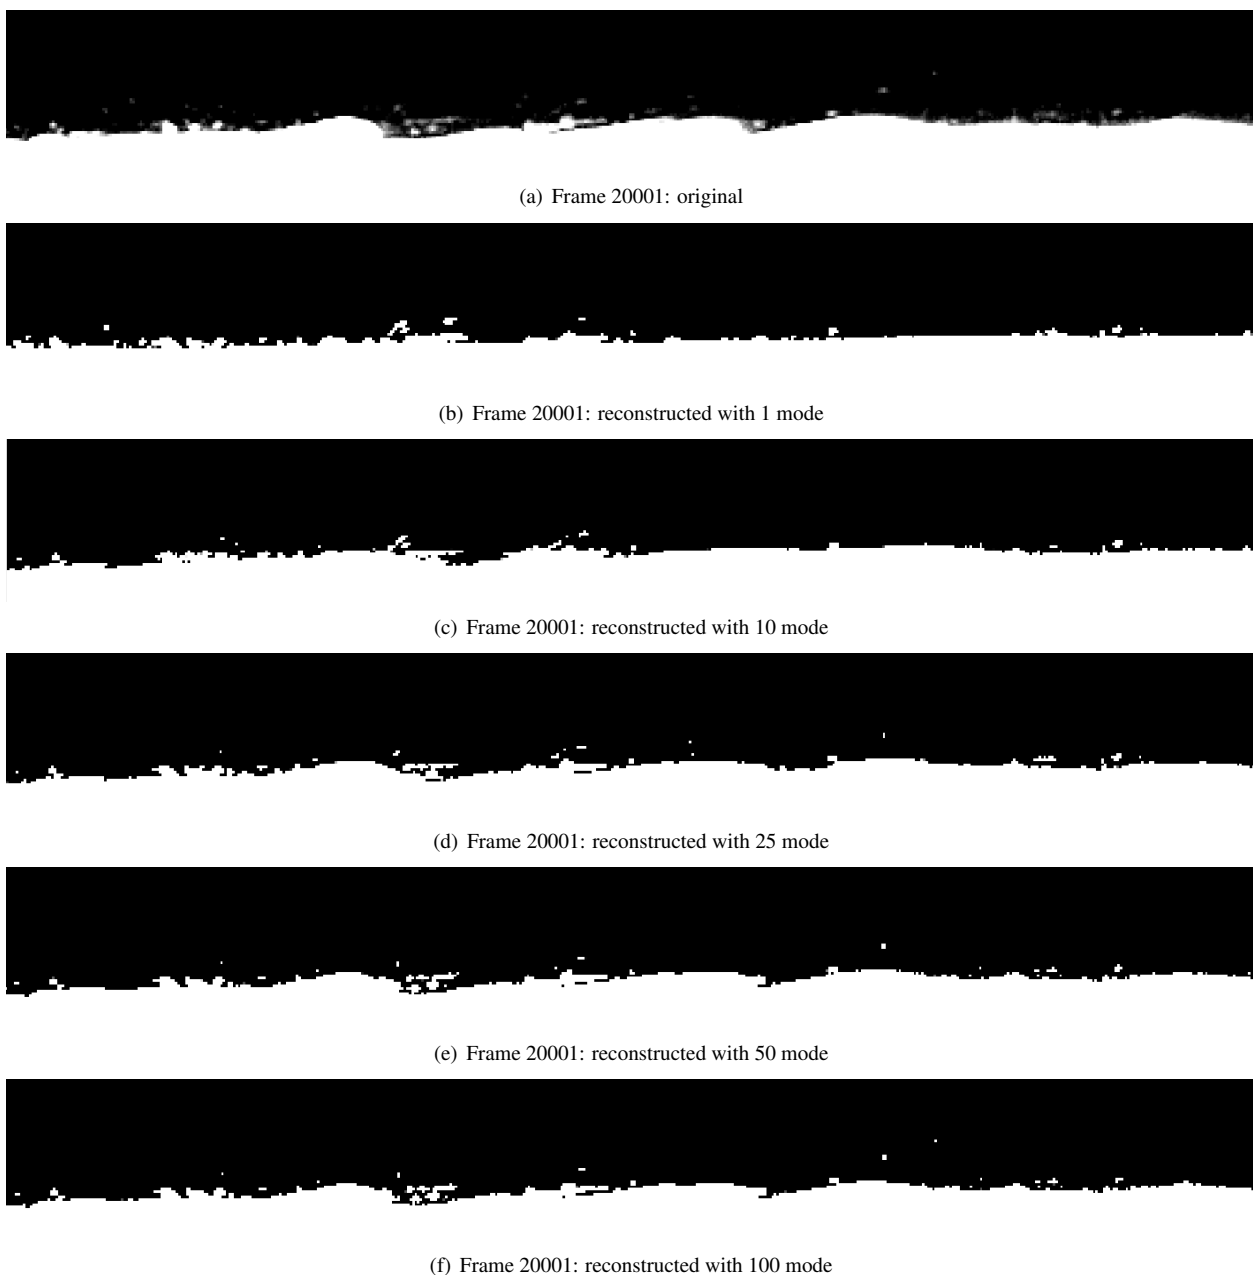 (a) Frame 20001: original
(b) Frame 20001: reconstructed with 1 mode
(c) Frame 20001: reconstructed with 10 mode
(d) Frame 20001: reconstructed with 25 mode
(e) Frame 20001: reconstructed with 50 mode
(f) Frame 20001: reconstructed with 100 mode